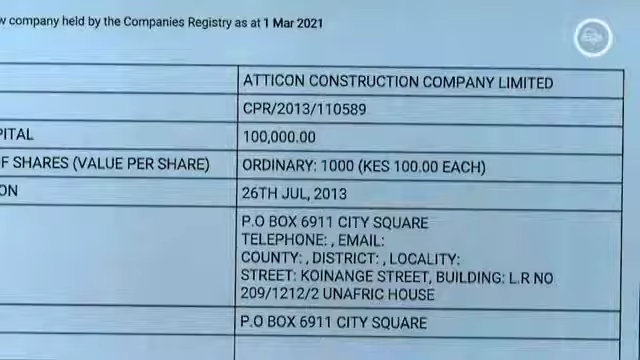 w company held by the Companies Registry as at 1 Mar 2021
ATTICON CONSTRUCTION COMPANY LIMITED
CPR/2013/110589
PITAL
100,000.00
F SHARES (VALUE PER SHARE)
ORDINARY: 1000 (KES 100.00 EACH)
ON
26TH JUL, 2013
P.O BOX 6911 CITY SQUARE
TELEPHONE: , EMAIL:
COUNTY: , DISTRICT: , LOCALITY:
STREET: KOINANGE STREET, BUILDING: L.R NO
209/1212/2 UNAFRIC HOUSE
P.O BOX 6911 CITY SQUARE